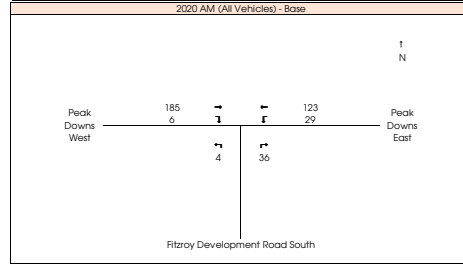 2020 AM (All Vehicles) - Base
N
185 123
Peak Downs West
6 29
Peak Downs East
4 36
Fitzroy Development Road South